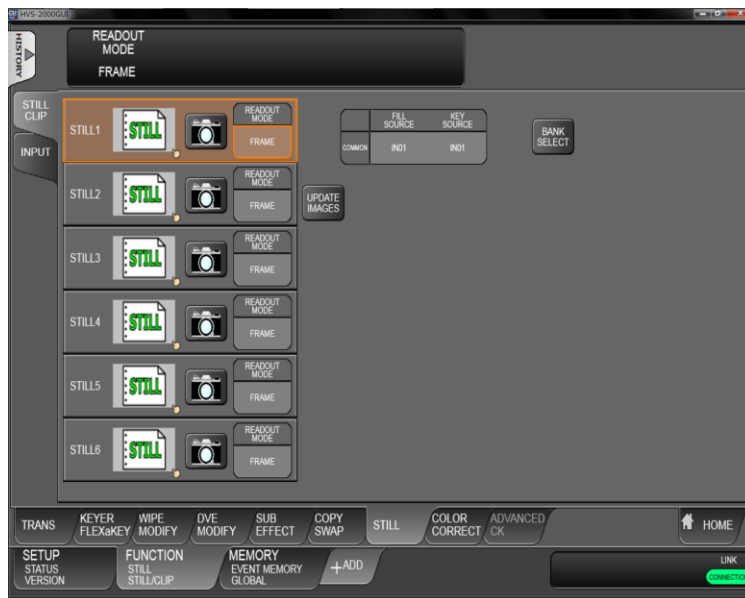 HVS-2000GUI
HISTORY
READOUT
MODE
FRAME
STILL
CLIP
INPUT
STILL1
STILL
READOUT
MODE
FRAME
STILL2
STILL
READOUT
MODE
FRAME
STILL3
STILL
READOUT
MODE
FRAME
STILL4
STILL
READOUT
MODE
FRAME
STILL5
STILL
READOUT
MODE
FRAME
STILL6
STILL
READOUT
MODE
FRAME
UPDATE
IMAGES
FILL
SOURCE
KEY
SOURCE
COMMON IN01 IN01
BANK
SELECT
TRANS
KEYER
FLEXaKEY
WIPE
MODIFY
DVE
MODIFY
SUB
EFFECT
COPY
SWAP
STILL
COLOR
CORRECT
ADVANCED
CK
HOME
SETUP
STATUS
VERSION
FUNCTION
STILL
STILL/CLIP
MEMORY
EVENT MEMORY
GLOBAL
+ADD
LINK
CONNECTION